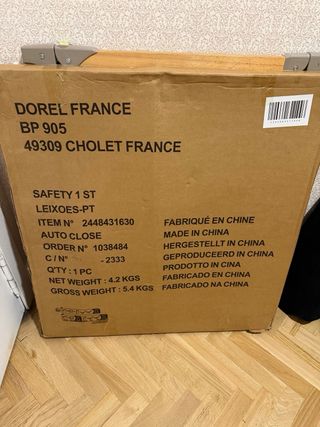 DOREL FRANCE
BP 905
49309 CHOLET FRANCE
SAFETY 1 ST
LEIXOES-PT
ITEM N° 2448431630
AUTO CLOSE
ORDER N° 1038484
C / N° -2333
Q'TY : 1 PC
NET WEIGHT : 4.2 KGS
GROSS WEIGHT : 5.4 KGS
FABRIQUÉ EN CHINE
MADE IN CHINA
HERGESTELLT IN CHINA
GEPRODUCEERD IN CHINA
PRODOTTO IN CINA
FABRICADO EN CHINA
FABRICADO NA CHINA